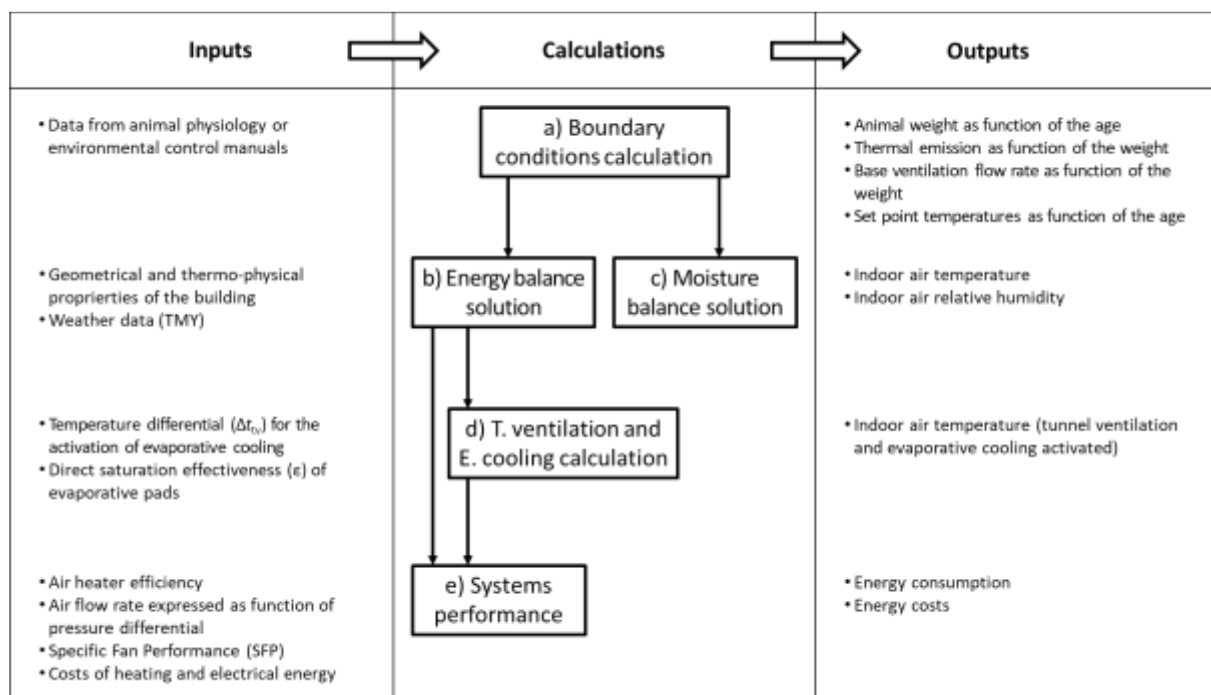 Inputs
Calculations
Outputs
• Data from animal physiology or
environmental control manuals
a) Boundary
conditions calculation
• Animal weight as function of the age
• Thermal emission as function of the weight
• Base ventilation flow rate as function of the
weight
• Set point temperatures as function of the age
• Geometrical and thermo-physical
proprierties of the building
• Weather data (TMY)
b) Energy balance
solution
c) Moisture
balance solution
• Indoor air temperature
• Indoor air relative humidity
• Temperature differential (Δtₜᵥ) for the
activation of evaporative cooling
• Direct saturation effectiveness (ε) of
evaporative pads
d) T. ventilation and
E. cooling calculation
• Indoor air temperature (tunnel ventilation
and evaporative cooling activated)
• Air heater efficiency
• Air flow rate expressed as function of
pressure differential
• Specific Fan Performance (SFP)
• Costs of heating and electrical energy
e) Systems
performance
• Energy consumption
• Energy costs